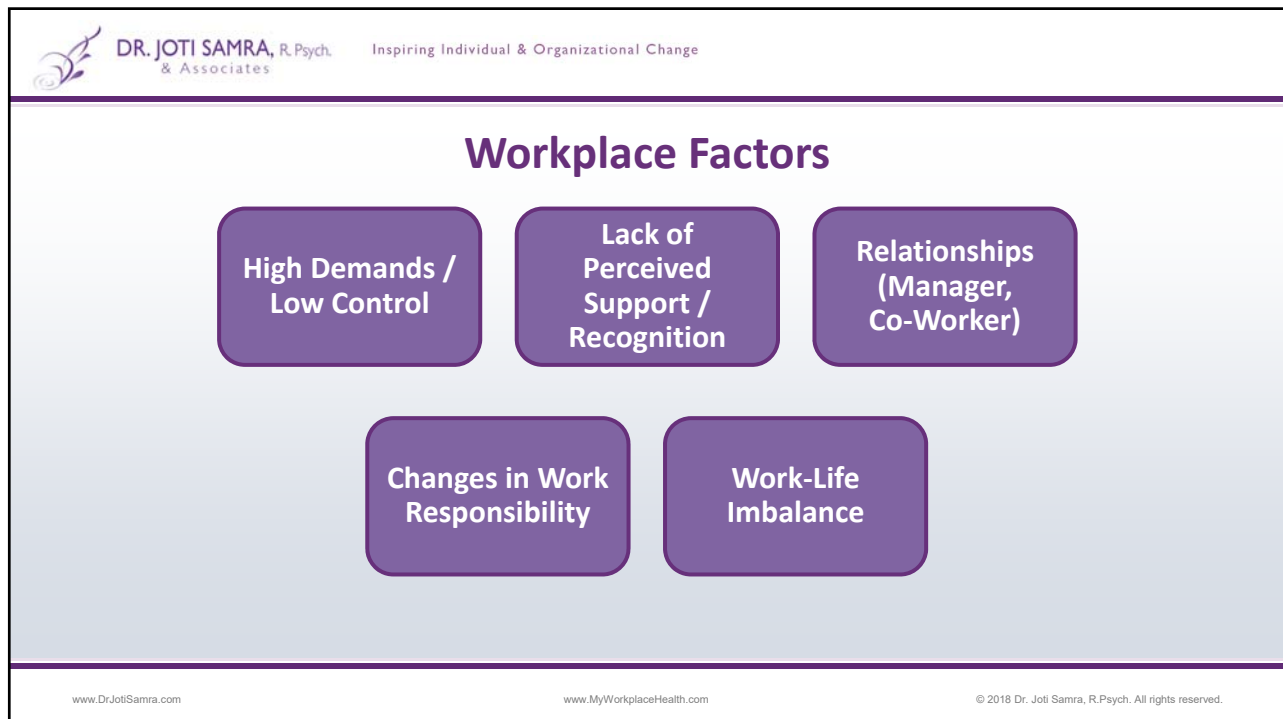 DR. JOTI SAMRA, R.Psych.
& Associates
Inspiring Individual & Organizational Change
Workplace Factors
High Demands /
Low Control
Lack of
Perceived
Support /
Recognition
Relationships
(Manager,
Co-Worker)
Changes in Work
Responsibility
Work-Life
Imbalance
www.DrJotiSamra.com
www.MyWorkplaceHealth.com
© 2018 Dr. Joti Samra, R.Psych. All rights reserved.